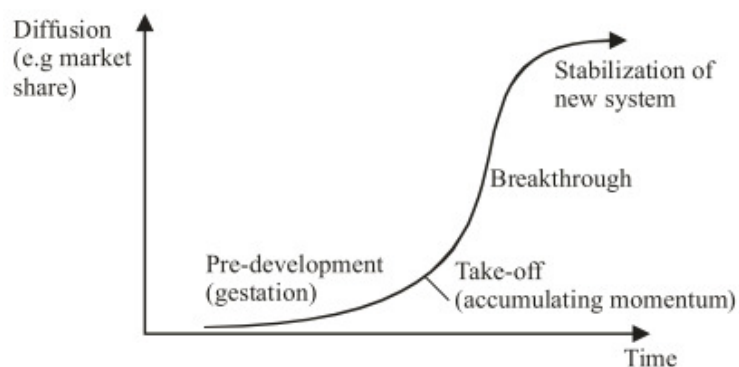 Diffusion
(e.g market
share)
Stabilization of
new system
Breakthrough
Pre-development
(gestation)
Take-off
(accumulating momentum)
Time